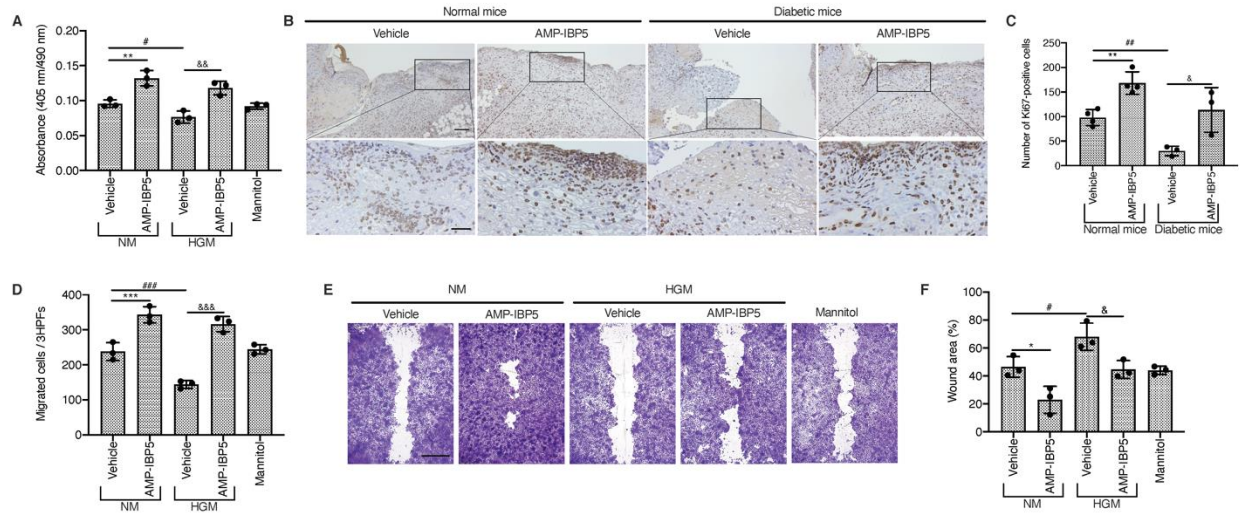 A
Absorbance (405 nm/490 nm)
0.20
0.15
0.10
0.05
0.00
#
**
&&
Vehicle
AMP-IBP5
Vehicle
AMP-IBP5
Mannitol
NM
HGM
B
Normal mice
Diabetic mice
Vehicle
AMP-IBP5
Vehicle
AMP-IBP5
C
Number of Ki67-positive cells
250
200
150
100
50
0
##
**
&
Vehicle
AMP-IBP5
Vehicle
AMP-IBP5
Normal mice
Diabetic mice
D
Migrated cells / 3HPFs
400
300
200
100
0
###
***
&&&
Vehicle
AMP-IBP5
Vehicle
AMP-IBP5
Mannitol
NM
HGM
E
NM
HGM
Vehicle
AMP-IBP5
Vehicle
AMP-IBP5
Mannitol
F
Wound area (%)
100
80
60
40
20
0
#
*
&
Vehicle
AMP-IBP5
Vehicle
AMP-IBP5
Mannitol
NM
HGM